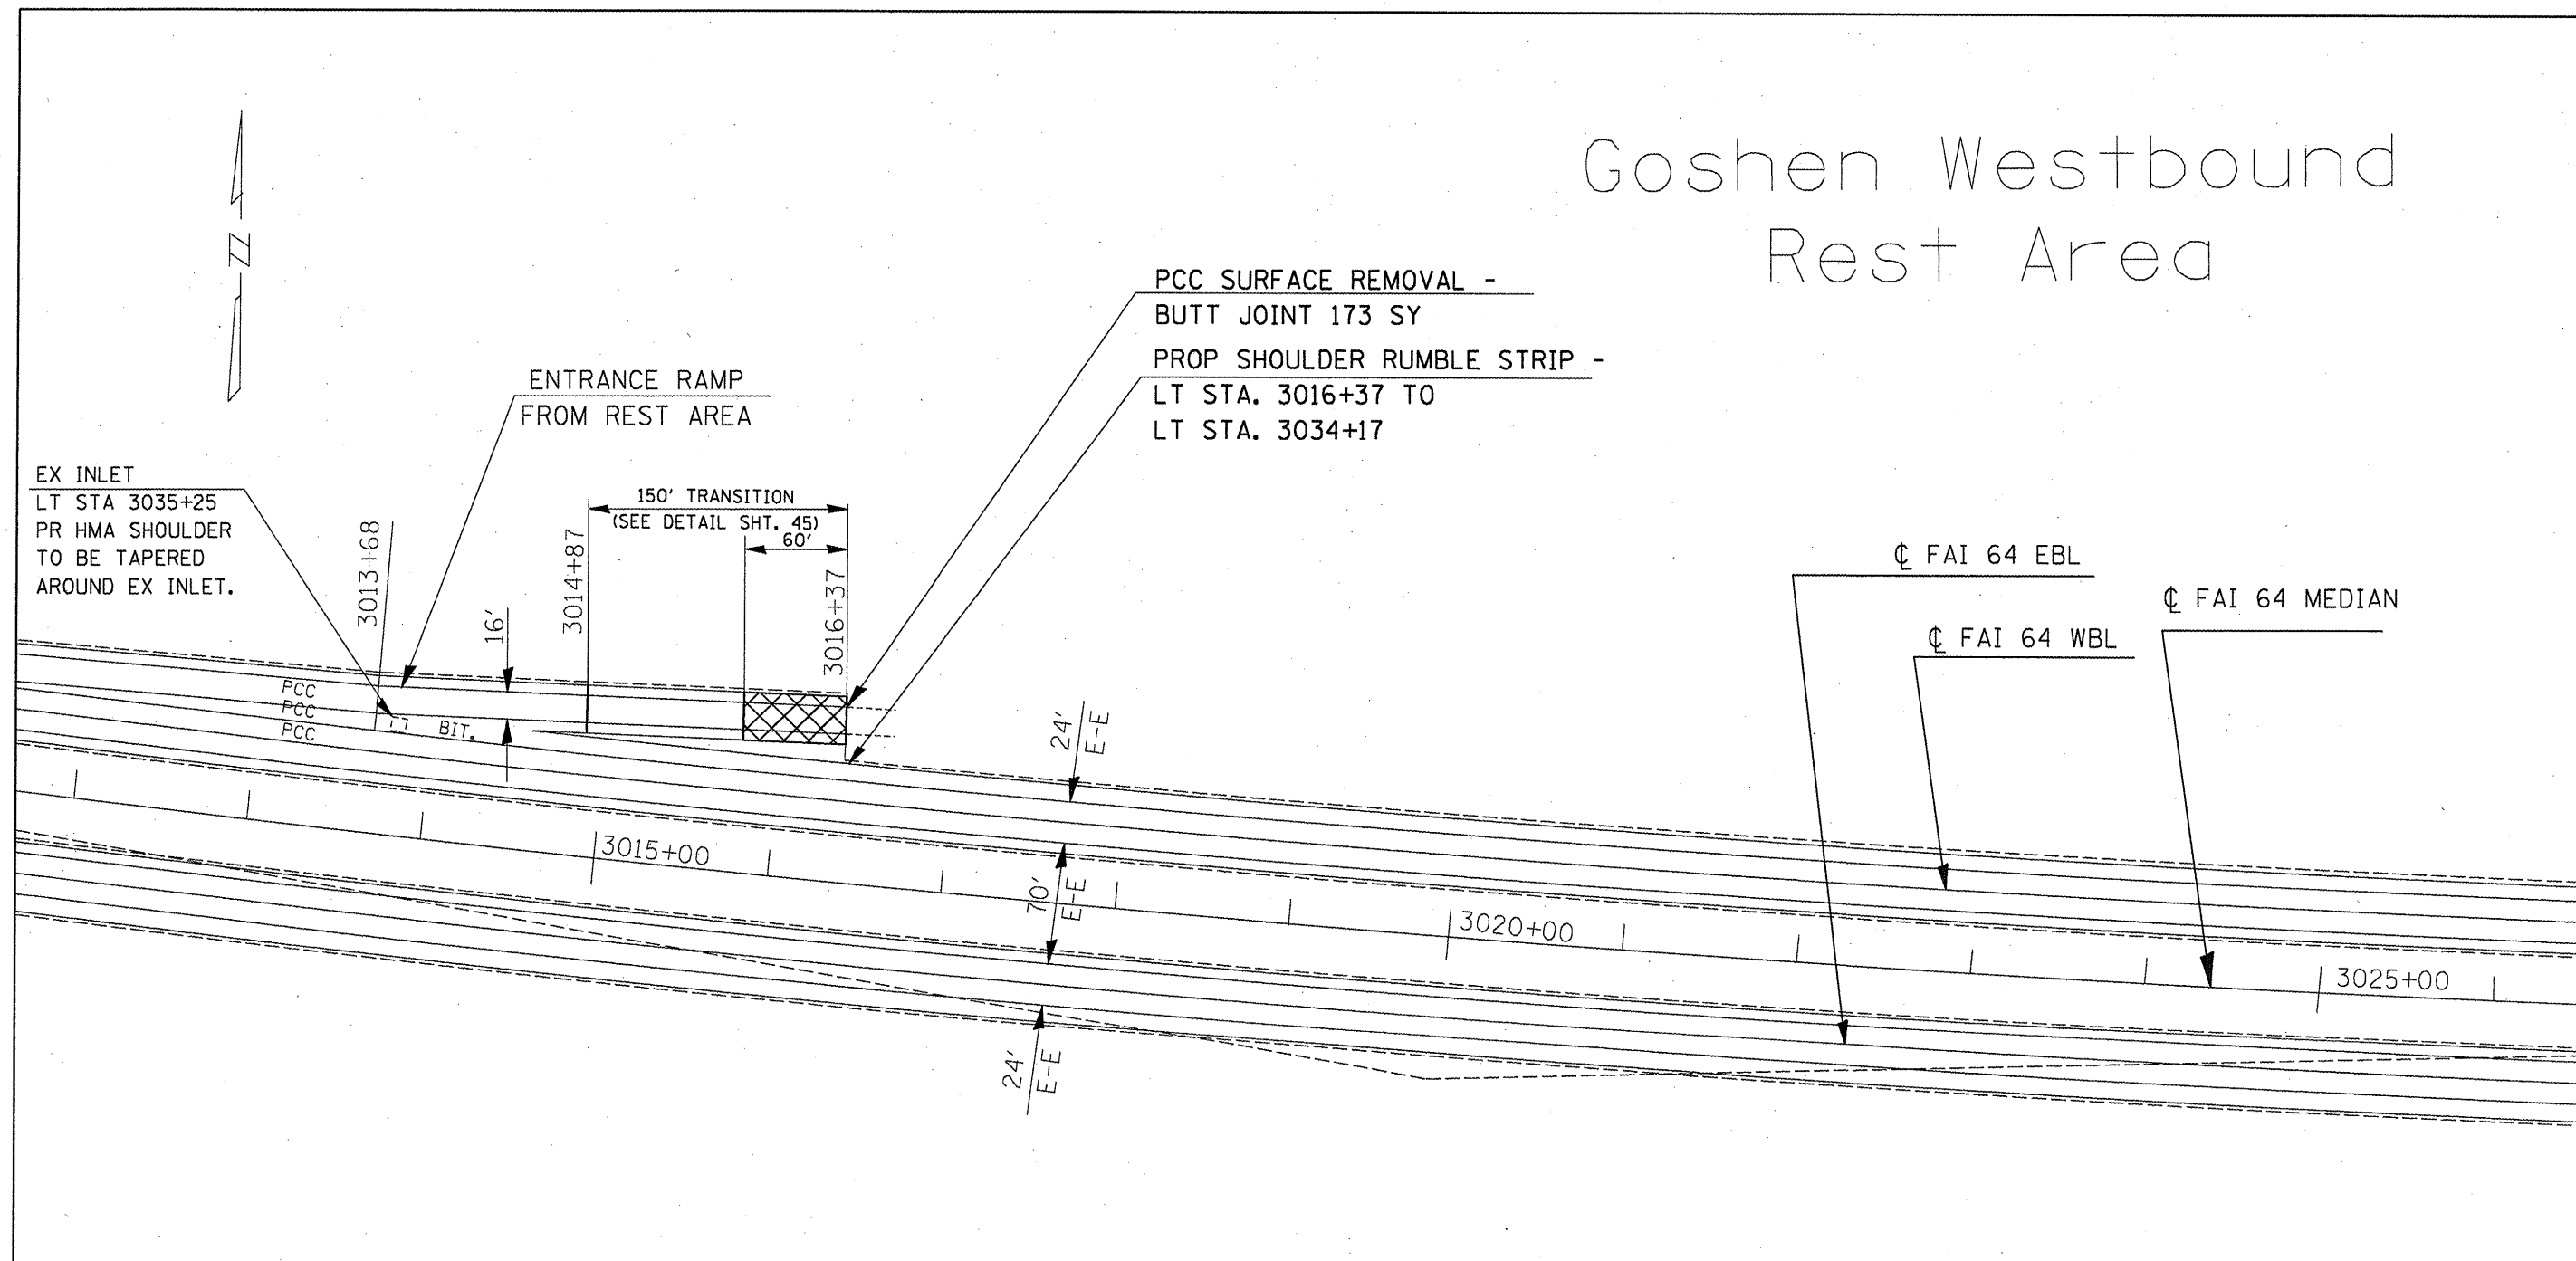 Goshen Westbound
Rest Area
N
PCC SURFACE REMOVAL -
BUTT JOINT 173 SY
PROP SHOULDER RUMBLE STRIP -
LT STA. 3016+37 TO
LT STA. 3034+17
ENTRANCE RAMP
FROM REST AREA
EX INLET
LT STA 3035+25
PR HMA SHOULDER
TO BE TAPERED
AROUND EX INLET.
150' TRANSITION
(SEE DETAIL SHT. 45)
60'
3013+68
16'
3014+87
3016+37
℄ FAI 64 EBL
℄ FAI 64 MEDIAN
℄ FAI 64 WBL
PCC
PCC
PCC
BIT.
24'
E-E
3015+00
70'
E-E
3020+00
3025+00
24'
E-E